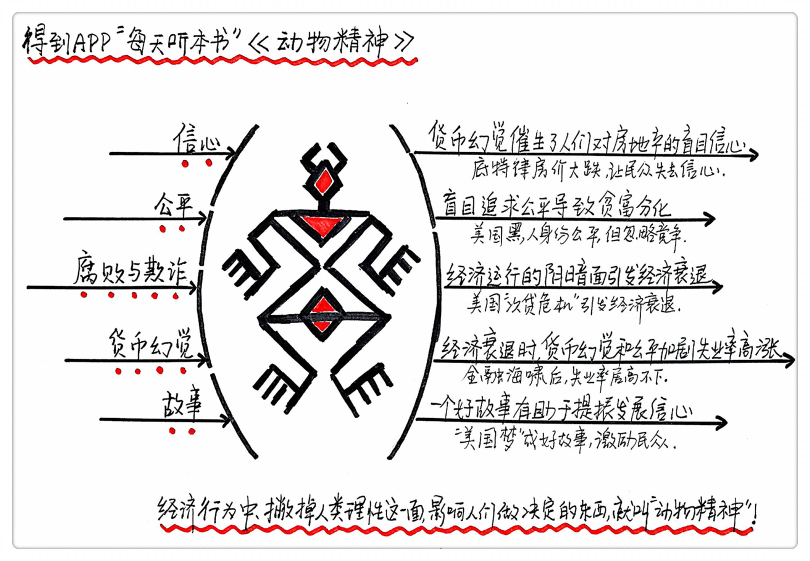 得到APP“每天听本书”《动物精神》
信心
货币幻觉催生了人们对房地产的盲目信心
底特律房价大跌,让民众失去信心.
公平
盲目追求公平导致贫富分化
美国黑人身份公平,但忽略竞争.
腐败与欺诈
经济运行的阴暗面引发经济衰退
美国“次贷危机”引发经济衰退.
货币幻觉
经济衰退时,货币幻觉和公平加剧失业率高涨
金融海啸后,失业率居高不下.
故事
一个好故事有助于提振发展信心
“美国梦”成好故事,激励民众.
经济行为中、撇掉人类理性这一面,影响人们做决定的东西,就叫“动物精神”!